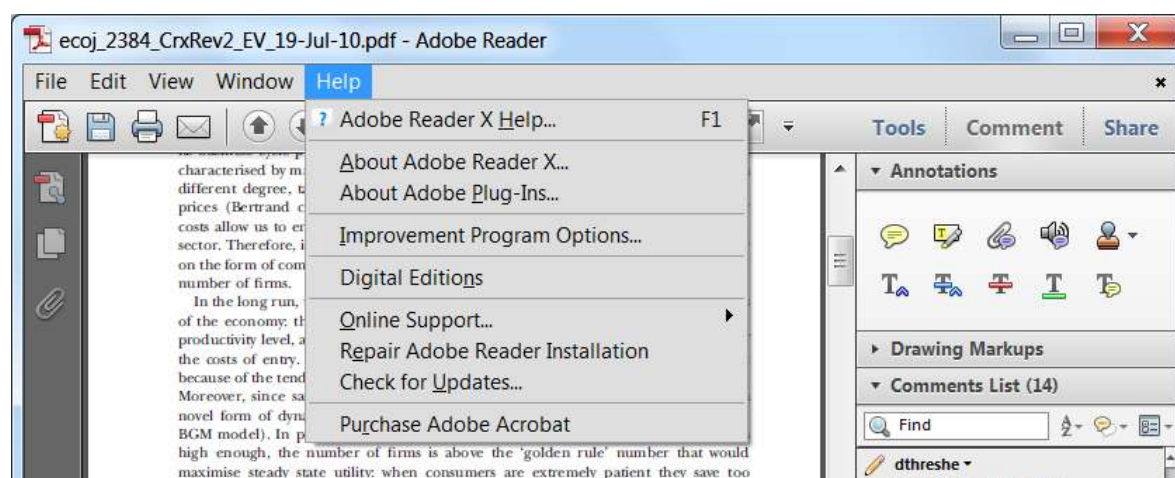 ecoj_2384_CrxRev2_EV_19-Jul-10.pdf - Adobe Reader
File Edit View Window Help
Adobe Reader X Help... F1
About Adobe Reader X...
About Adobe Plug-Ins...
Improvement Program Options...
Digital Editions
Online Support...
Repair Adobe Reader Installation
Check for Updates...
Purchase Adobe Acrobat
Tools Comment Share
Annotations
Drawing Markups
Comments List (14)
Find
dthreshe
characterised by m
different degree, t
prices (Bertrand c
costs allow us to er
sector. Therefore, i
on the form of com
number of firms.
In the long run,
of the economy: th
productivity level, a
the costs of entry.
because of the tend
Moreover, since sa
novel form of dyna
BGM model). In p
high enough, the number of firms is above the 'golden rule' number that would
maximise steady state utility: when consumers are extremely patient they save too